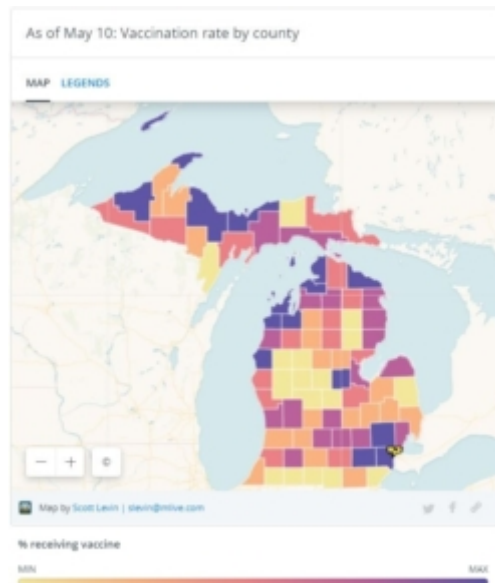 As of May 10: Vaccination rate by county
MAP LEGENDS
− + ©
Map by Scott Levin | slevin@mlive.com
% receiving vaccine
MIN MAX